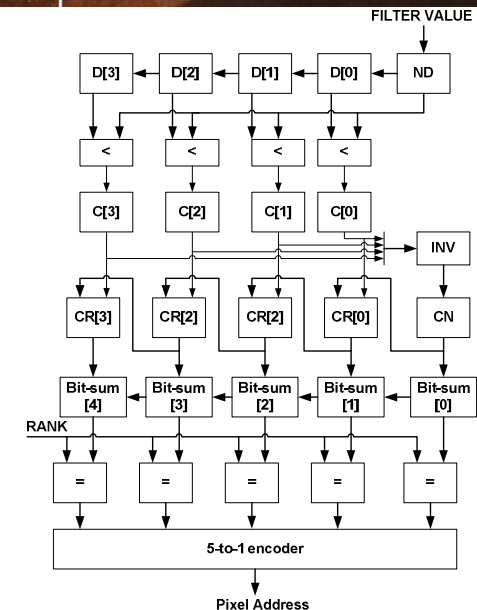 FILTER VALUE
D[3] D[2] D[1] D[0] ND
< < < <
C[3] C[2] C[1] C[0]
INV
CR[3] CR[2] CR[2] CR[0] CN
Bit-sum Bit-sum Bit-sum Bit-sum Bit-sum
[4] [3] [2] [1] [0]
RANK
= = = = =
5-to-1 encoder
Pixel Address